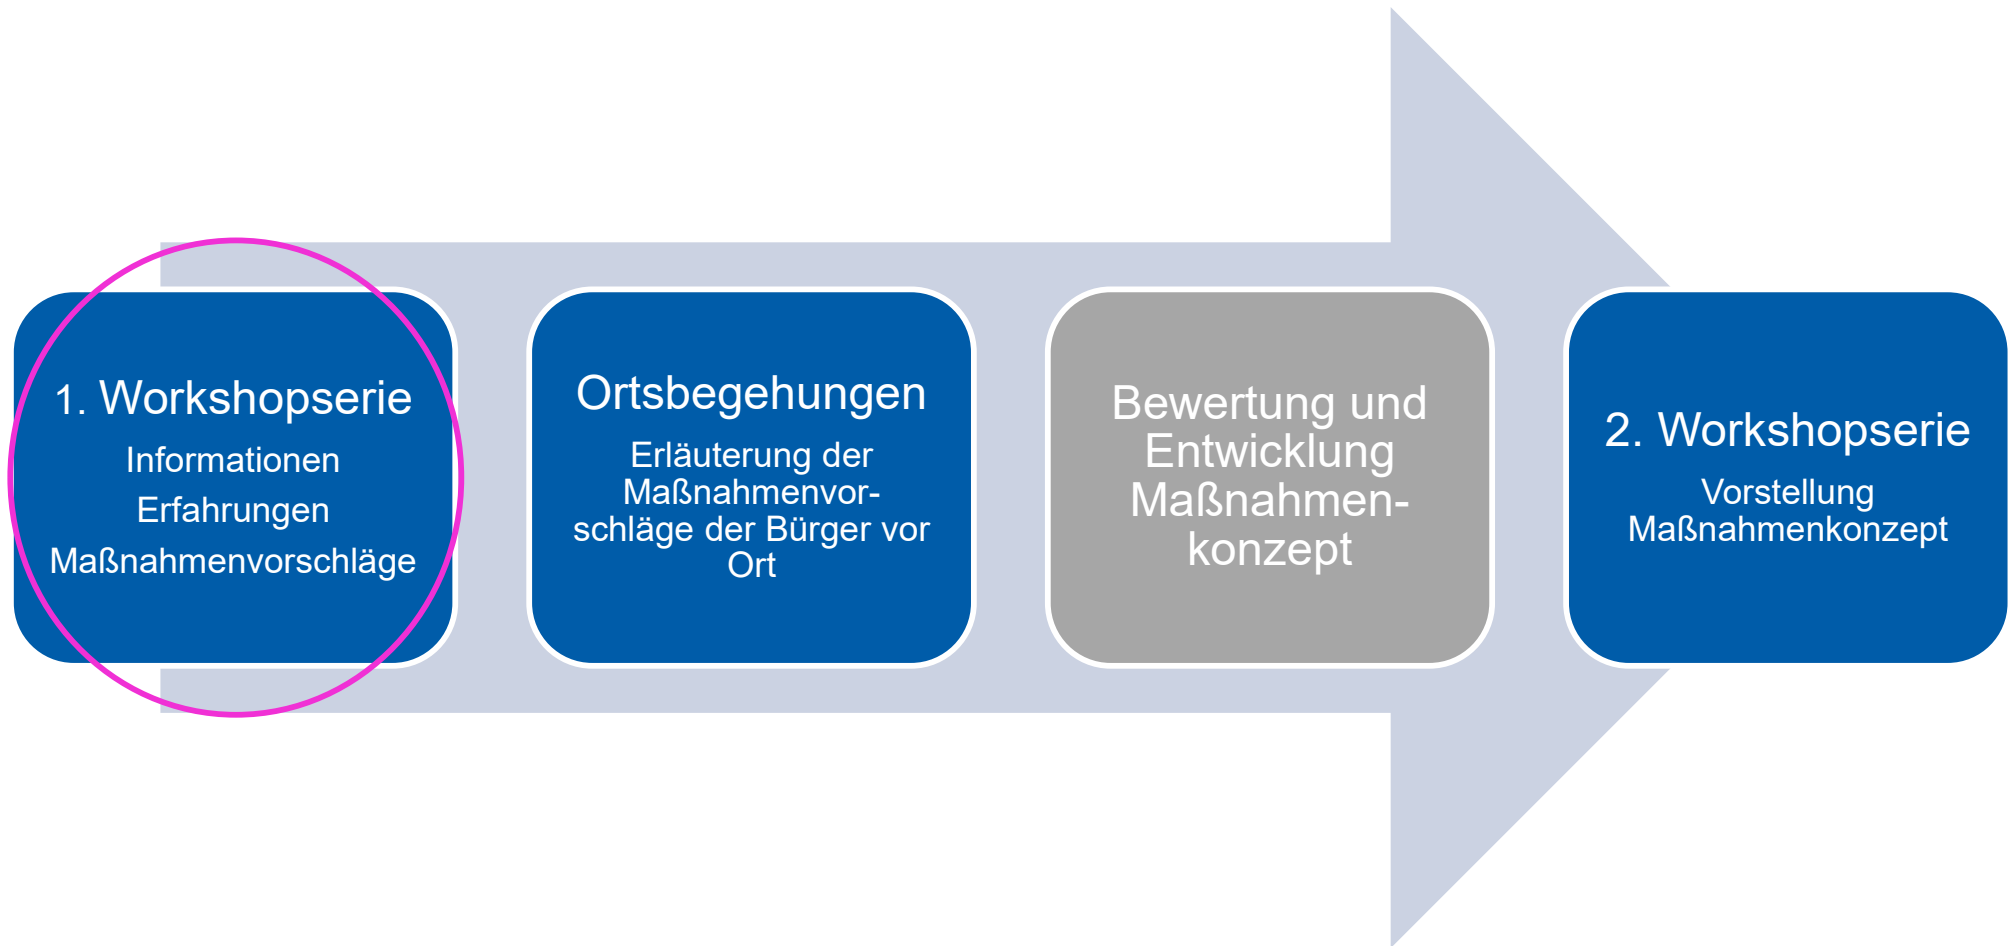 1. Workshopserie
Informationen
Erfahrungen
Maßnahmenvorschläge
Ortsbegehungen
Erläuterung der
Maßnahmenvor-
schläge der Bürger vor
Ort
Bewertung und
Entwicklung
Maßnahmen-
konzept
2. Workshopserie
Vorstellung
Maßnahmenkonzept